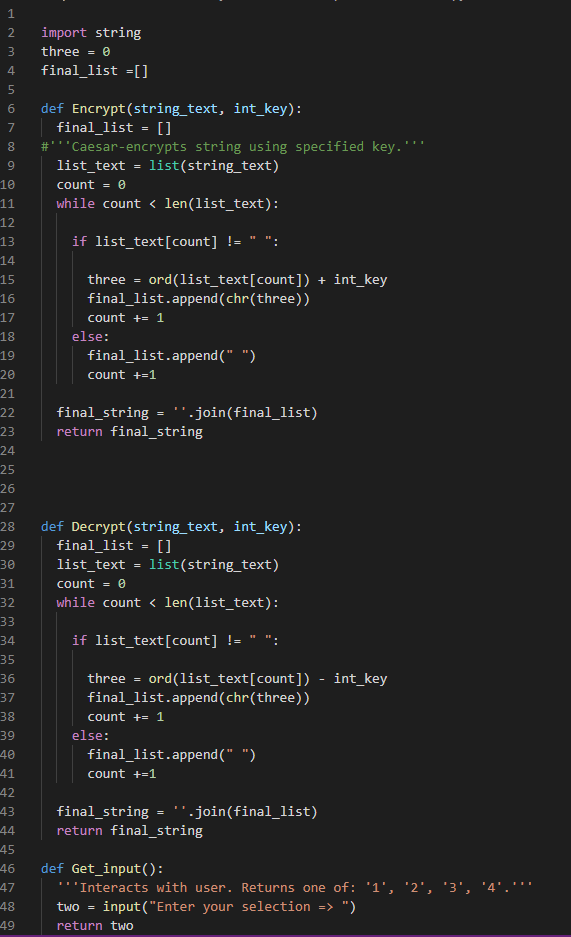 1
2 import string
3 three = 0
4 final_list =[]
5
6 def Encrypt(string_text, int_key):
7 final_list = []
8 #'''Caesar-encrypts string using specified key.'''
9 list_text = list(string_text)
10 count = 0
11 while count < len(list_text):
12
13 if list_text[count] != " ":
14
15 three = ord(list_text[count]) + int_key
16 final_list.append(chr(three))
17 count += 1
18 else:
19 final_list.append(" ")
20 count +=1
21
22 final_string = ''.join(final_list)
23 return final_string
24
25
26
27
28 def Decrypt(string_text, int_key):
29 final_list = []
30 list_text = list(string_text)
31 count = 0
32 while count < len(list_text):
33
34 if list_text[count] != " ":
35
36 three = ord(list_text[count]) - int_key
37 final_list.append(chr(three))
38 count += 1
39 else:
40 final_list.append(" ")
41 count +=1
42
43 final_string = ''.join(final_list)
44 return final_string
45
46 def Get_input():
47 '''Interacts with user. Returns one of: '1', '2', '3', '4'.'''
48 two = input("Enter your selection => ")
49 return two